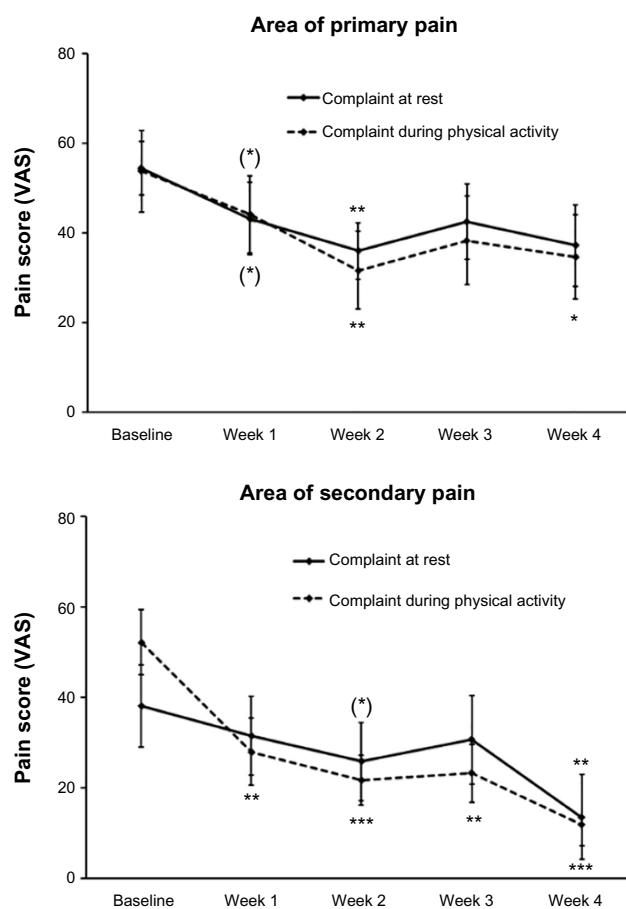 Area of primary pain
Pain score (VAS)
80
60
40
20
0
Complaint at rest
Complaint during physical activity
(*)
**
(*)
**
*
Baseline Week 1 Week 2 Week 3 Week 4
Area of secondary pain
Pain score (VAS)
80
60
40
20
0
Complaint at rest
Complaint during physical activity
(*)
**
** *** ** ***
Baseline Week 1 Week 2 Week 3 Week 4